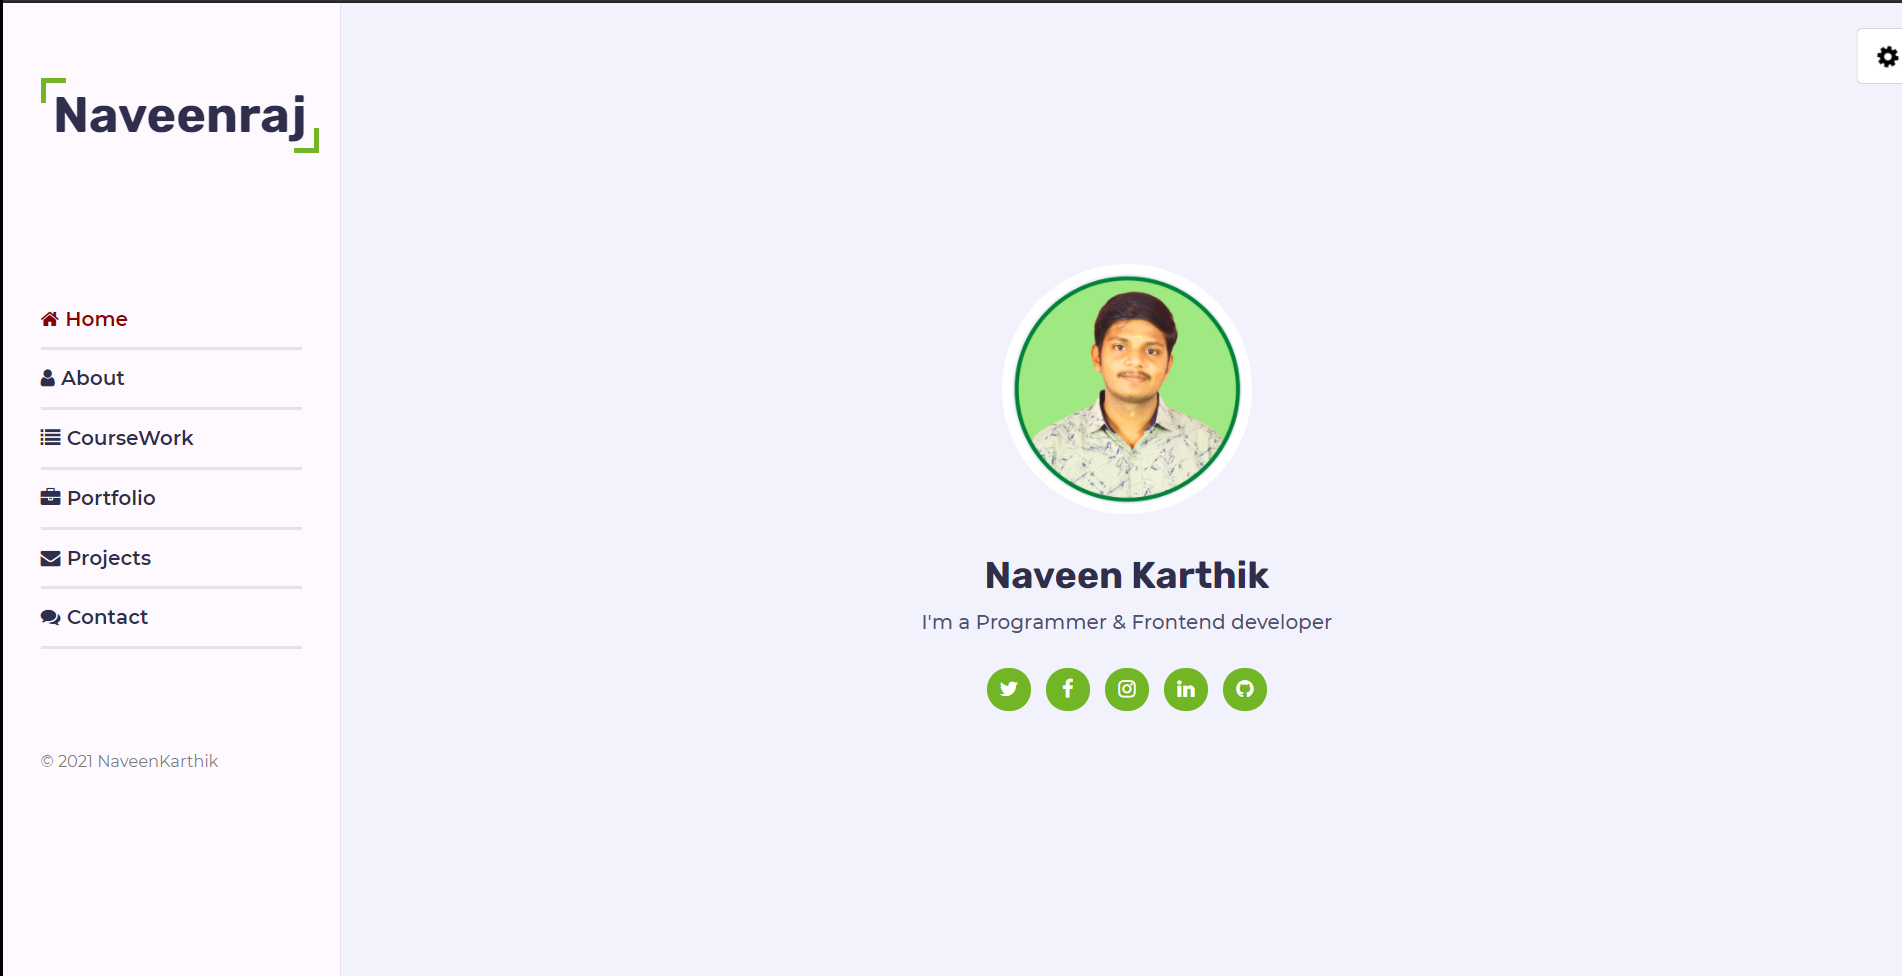 Naveenraj
Home
About
CourseWork
Portfolio
Projects
Contact
© 2021 NaveenKarthik
Naveen Karthik
I'm a Programmer & Frontend developer